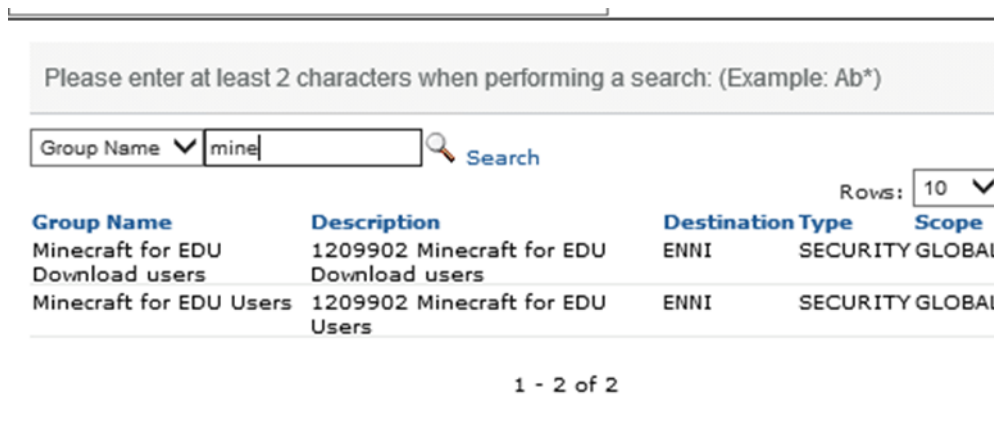 Please enter at least 2 characters when performing a search: (Example: Ab*)
Group Name mine Search
Rows: 10
Group Name Description Destination Type Scope
Minecraft for EDU 1209902 Minecraft for EDU ENNI SECURITY GLOBAL
Download users Download users
Minecraft for EDU Users 1209902 Minecraft for EDU ENNI SECURITY GLOBAL
Users
1 - 2 of 2